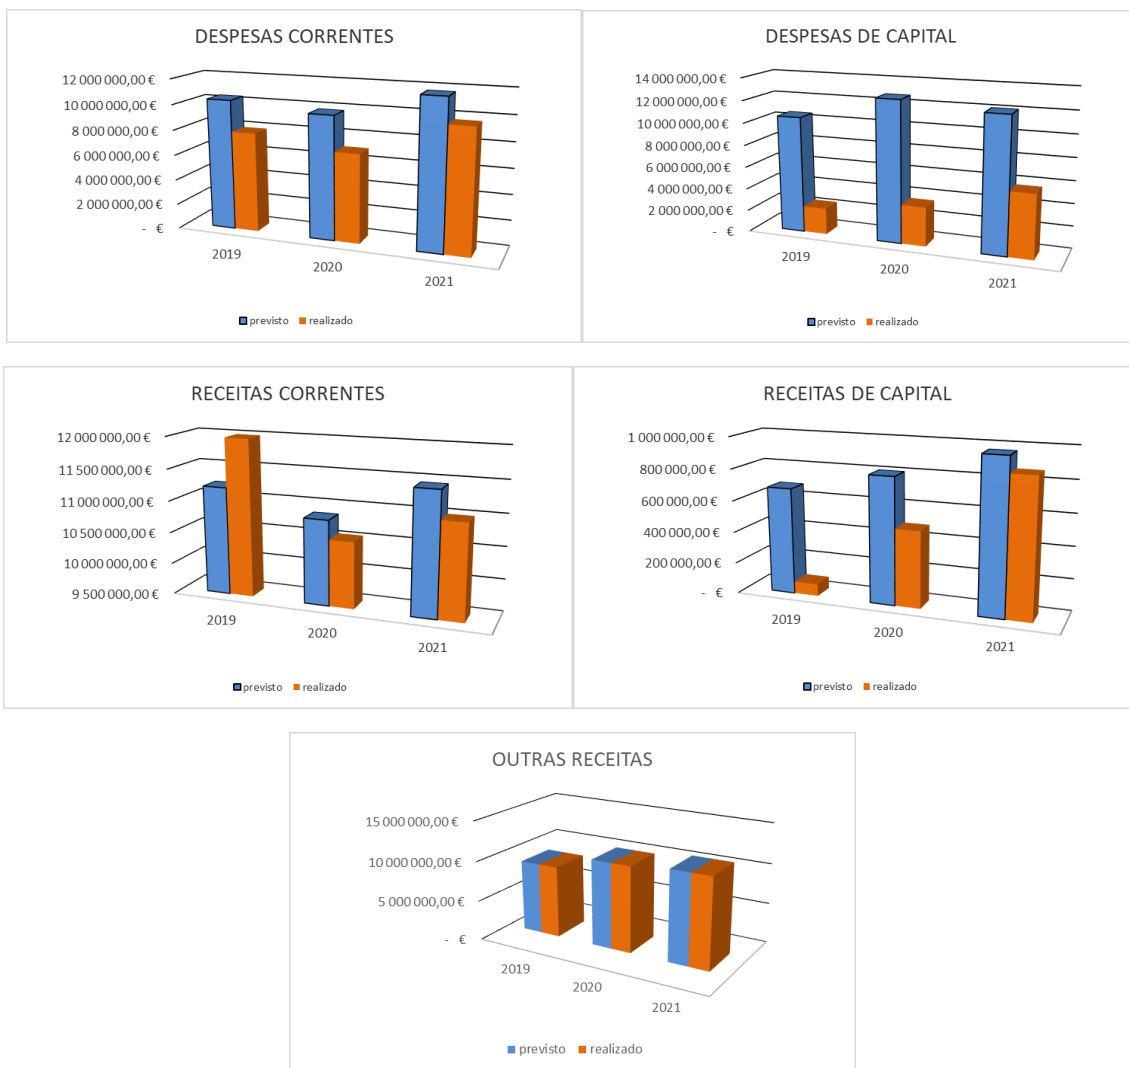 DESPESAS CORRENTES
12 000 000,00 €
10 000 000,00 €
8 000 000,00 €
6 000 000,00 €
4 000 000,00 €
2 000 000,00 €
- €
2019
2020
2021
previsto realizado
DESPESAS DE CAPITAL
14 000 000,00 €
12 000 000,00 €
10 000 000,00 €
8 000 000,00 €
6 000 000,00 €
4 000 000,00 €
2 000 000,00 €
- €
2019
2020
2021
previsto realizado
RECEITAS CORRENTES
12 000 000,00 €
11 500 000,00 €
11 000 000,00 €
10 500 000,00 €
10 000 000,00 €
9 500 000,00 €
2019
2020
2021
previsto realizado
RECEITAS DE CAPITAL
1 000 000,00 €
800 000,00 €
600 000,00 €
400 000,00 €
200 000,00 €
- €
2019
2020
2021
previsto realizado
OUTRAS RECEITAS
15 000 000,00 €
10 000 000,00 €
5 000 000,00 €
- €
2019
2020
2021
previsto realizado